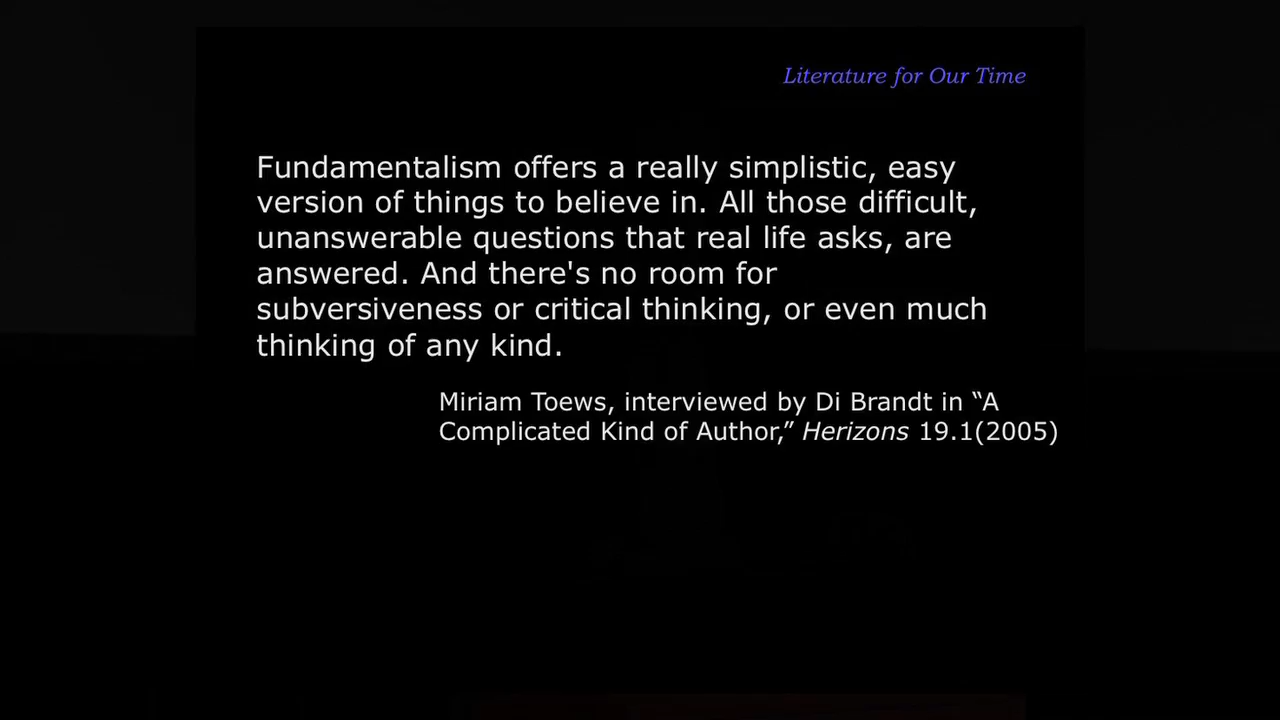 Literature for Our Time
Fundamentalism offers a really simplistic, easy
version of things to believe in. All those difficult,
unanswerable questions that real life asks, are
answered. And there's no room for
subversiveness or critical thinking, or even much
thinking of any kind.
Miriam Toews, interviewed by Di Brandt in “A
Complicated Kind of Author,” Herizons 19.1(2005)